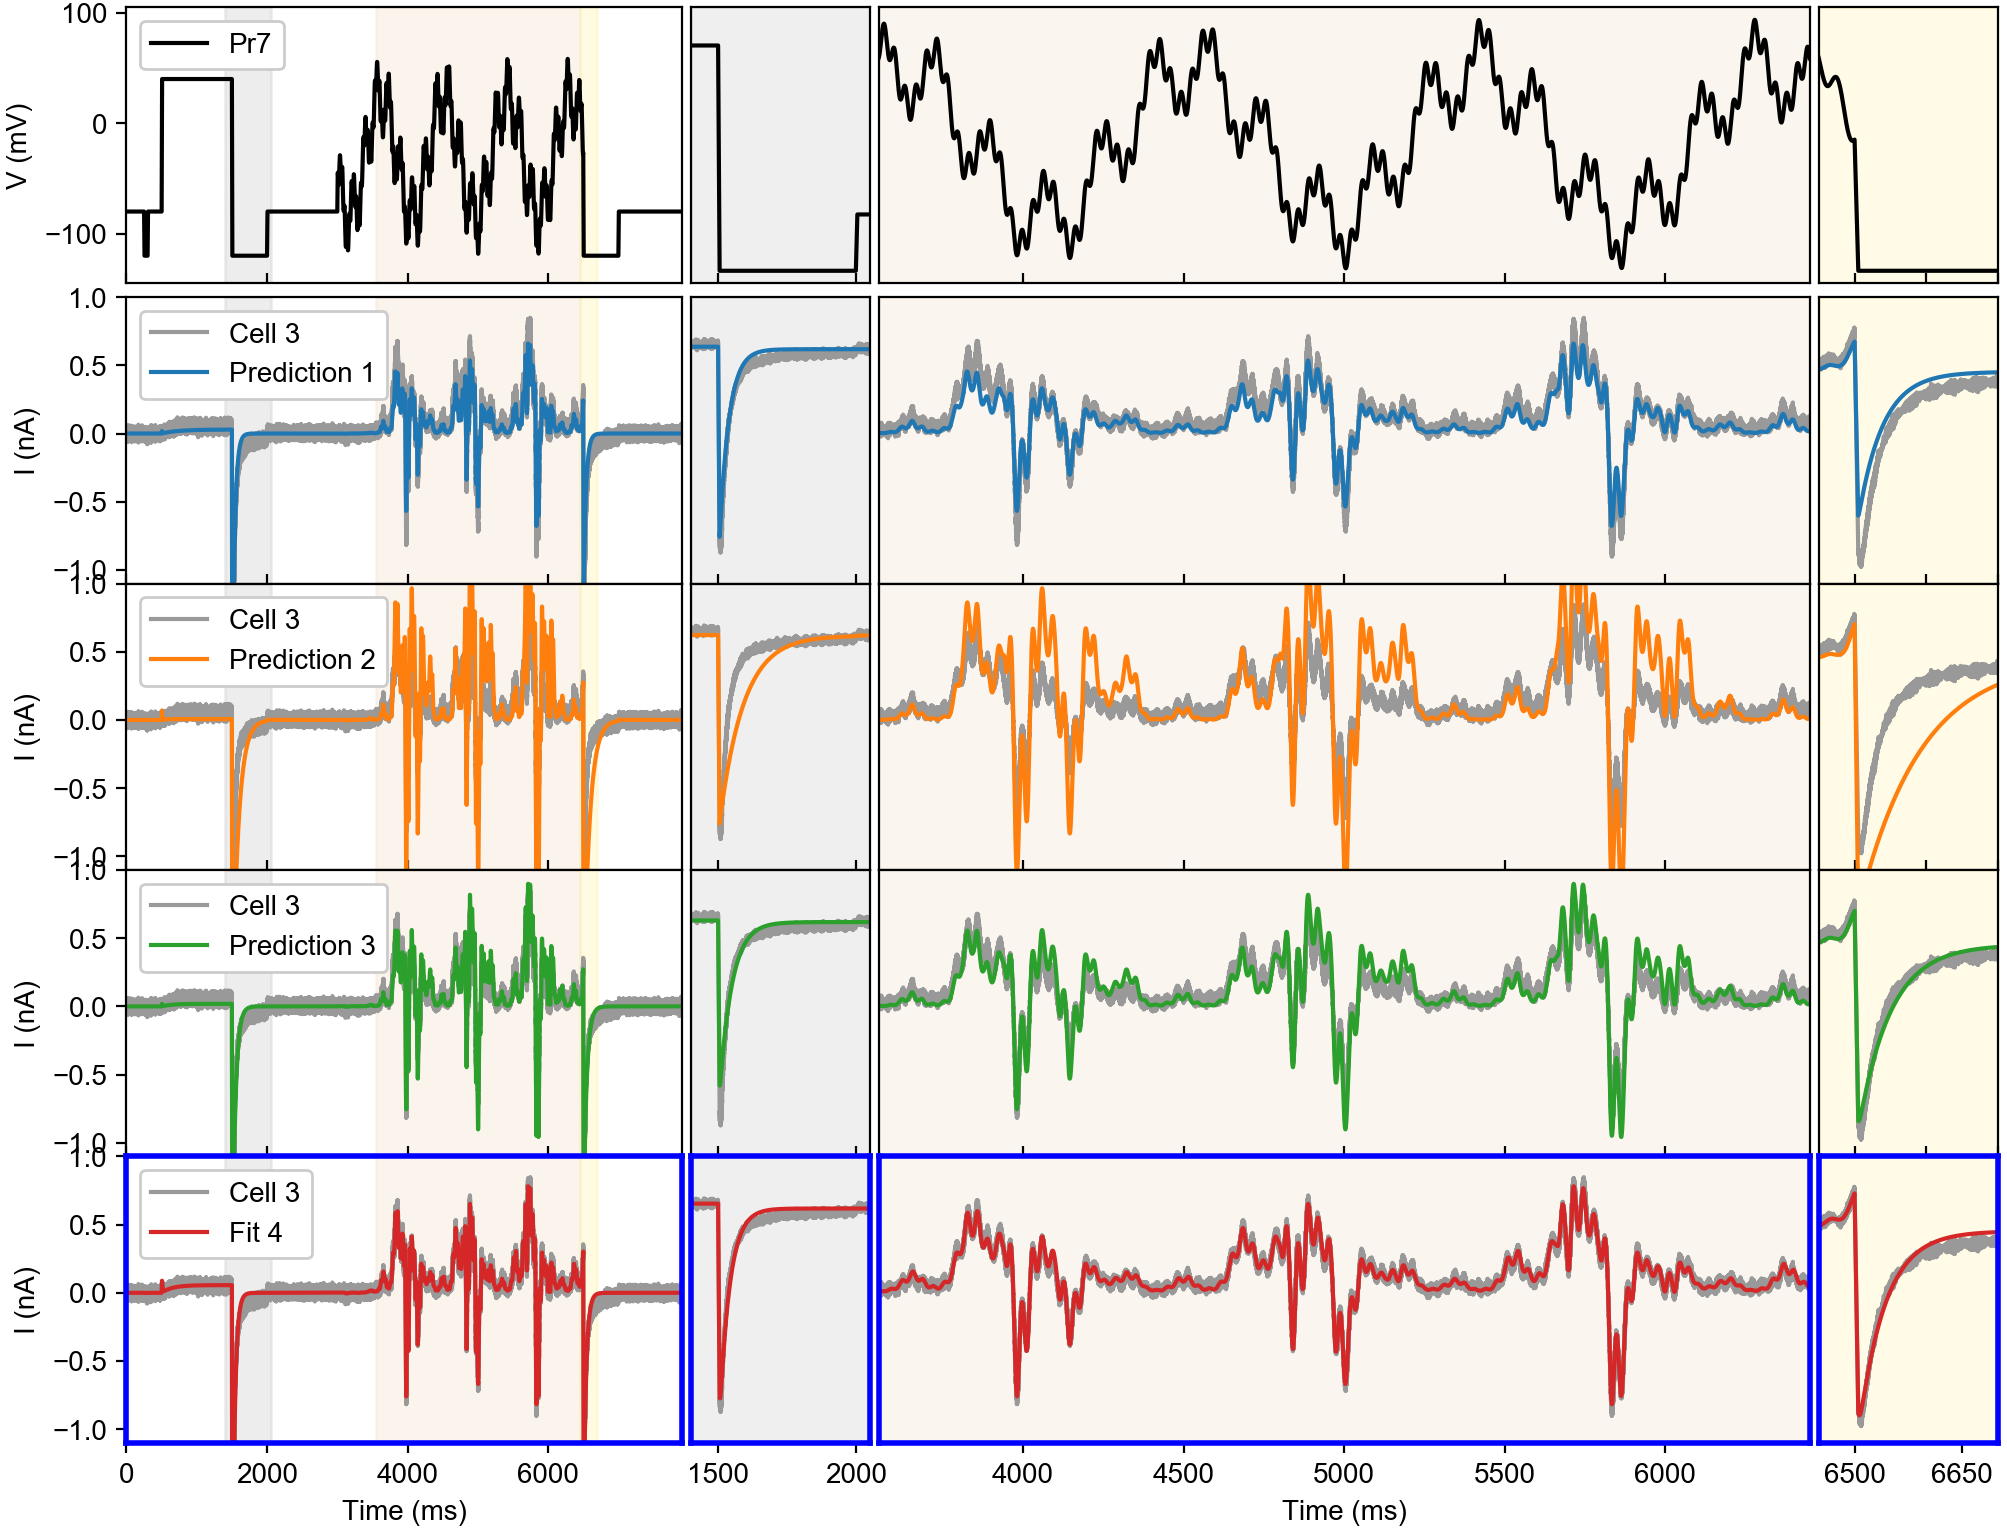 100
0
−100
V (mV)
Pr7
1.0
0.5
0.0
−0.5
−1.0
I (nA)
Cell 3
Prediction 1
1.0
0.5
0.0
−0.5
−1.0
I (nA)
Cell 3
Prediction 2
1.0
0.5
0.0
−0.5
−1.0
I (nA)
Cell 3
Prediction 3
1.0
0.5
0.0
−0.5
−1.0
I (nA)
Cell 3
Fit 4
0 2000 4000 6000 1500 2000 4000 4500 5000 5500 6000 6500 6650
Time (ms) Time (ms)